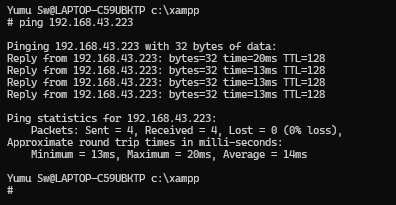 Yumu Sw@LAPTOP-C59UBKTP c:\xampp
# ping 192.168.43.223
Pinging 192.168.43.223 with 32 bytes of data:
Reply from 192.168.43.223: bytes=32 time=20ms TTL=128
Reply from 192.168.43.223: bytes=32 time=13ms TTL=128
Reply from 192.168.43.223: bytes=32 time=13ms TTL=128
Reply from 192.168.43.223: bytes=32 time=13ms TTL=128
Ping statistics for 192.168.43.223:
    Packets: Sent = 4, Received = 4, Lost = 0 (0% loss),
Approximate round trip times in milli-seconds:
    Minimum = 13ms, Maximum = 20ms, Average = 14ms
Yumu Sw@LAPTOP-C59UBKTP c:\xampp
#